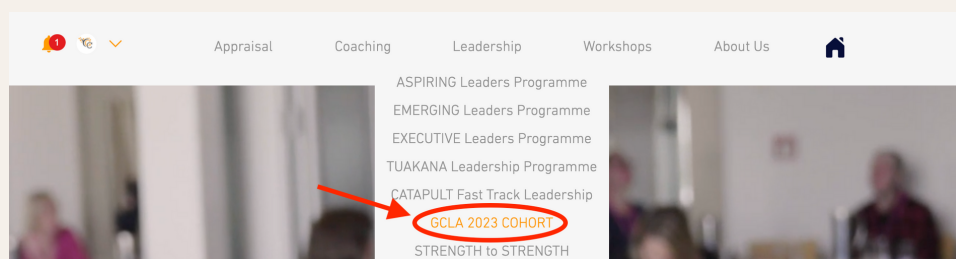 1
Appraisal Coaching Leadership Workshops About Us
ASPIRING Leaders Programme
EMERGING Leaders Programme
EXECUTIVE Leaders Programme
TUAKANA Leadership Programme
CATAPULT Fast Track Leadership
GCLA 2023 COHORT
STRENGTH to STRENGTH